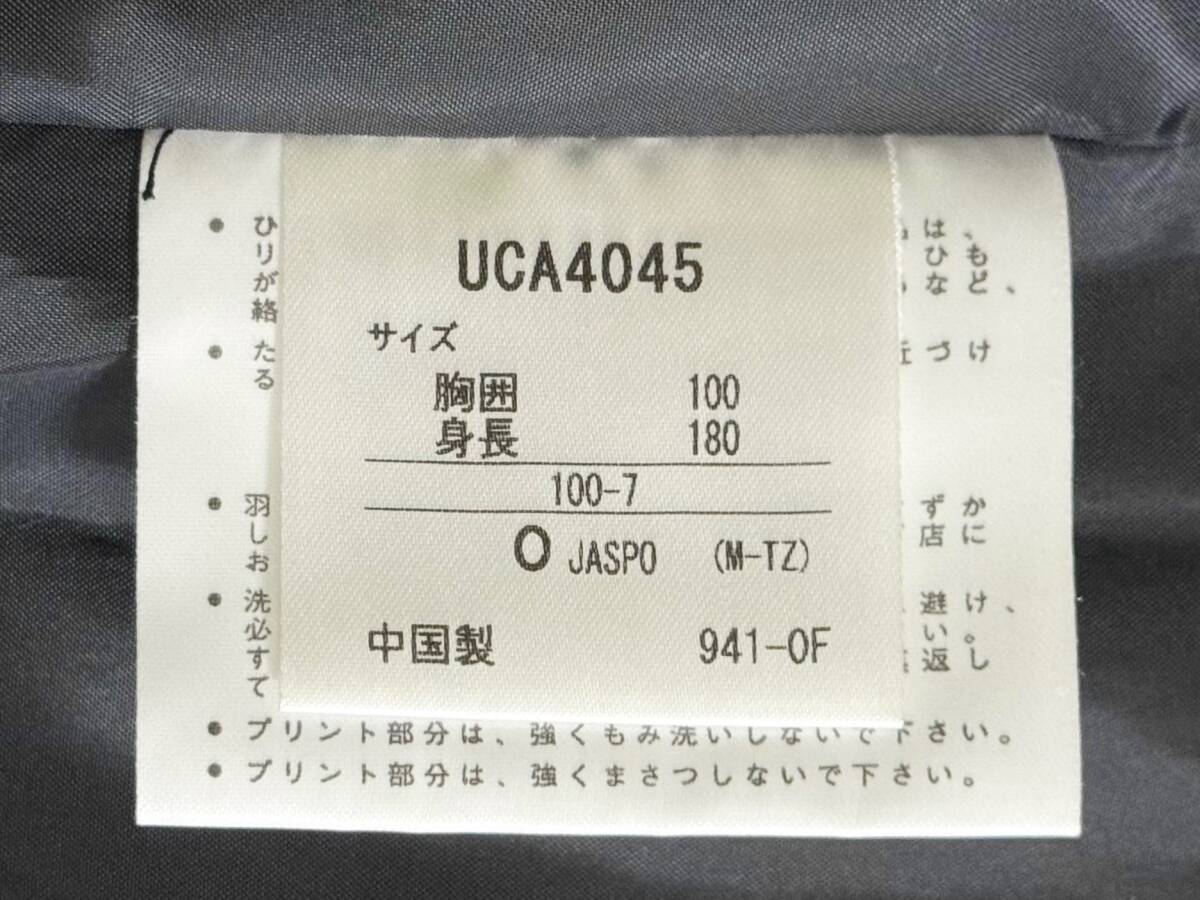 UCA4045
サイズ
胸囲 100
身長 180
100-7
O JASPO (M-TZ)
中国製 941-0F
• ひ
り ひも
が など、
絡
• た づけ
る
• 羽 ずか
し 店に
お
• 洗 避け、
必 い。
す 返し
て
• プリント部分は、強くもみ洗いしないで下さい。
• プリント部分は、強くまさつしないで下さい。